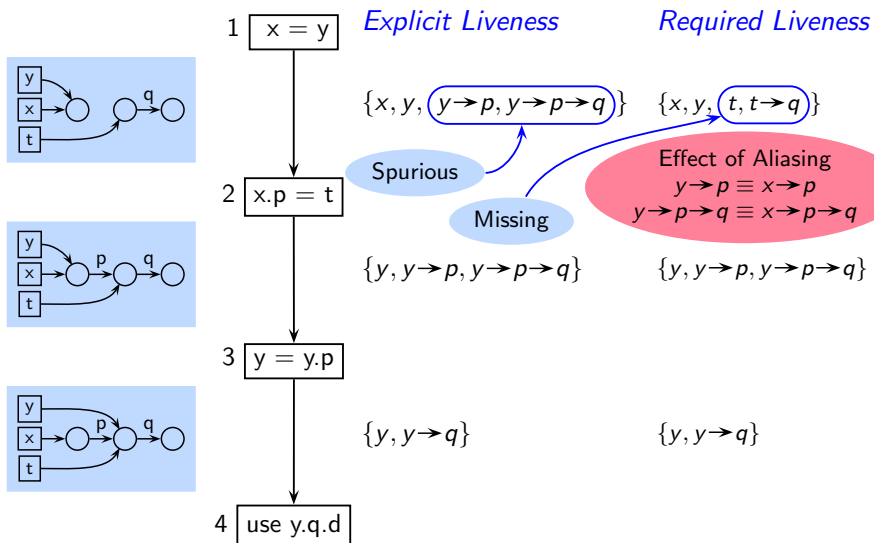 1 x = y
Explicit Liveness
Required Liveness
y
x
t
q
{x, y, y→p, y→p→q}
{x, y, t, t→q}
Spurious
Missing
Effect of Aliasing
y→p ≡ x→p
y→p→q ≡ x→p→q
2 x.p = t
y
x
t
p
q
{y, y→p, y→p→q}
{y, y→p, y→p→q}
3 y = y.p
y
x
t
p
q
{y, y→q}
{y, y→q}
4 use y.q.d